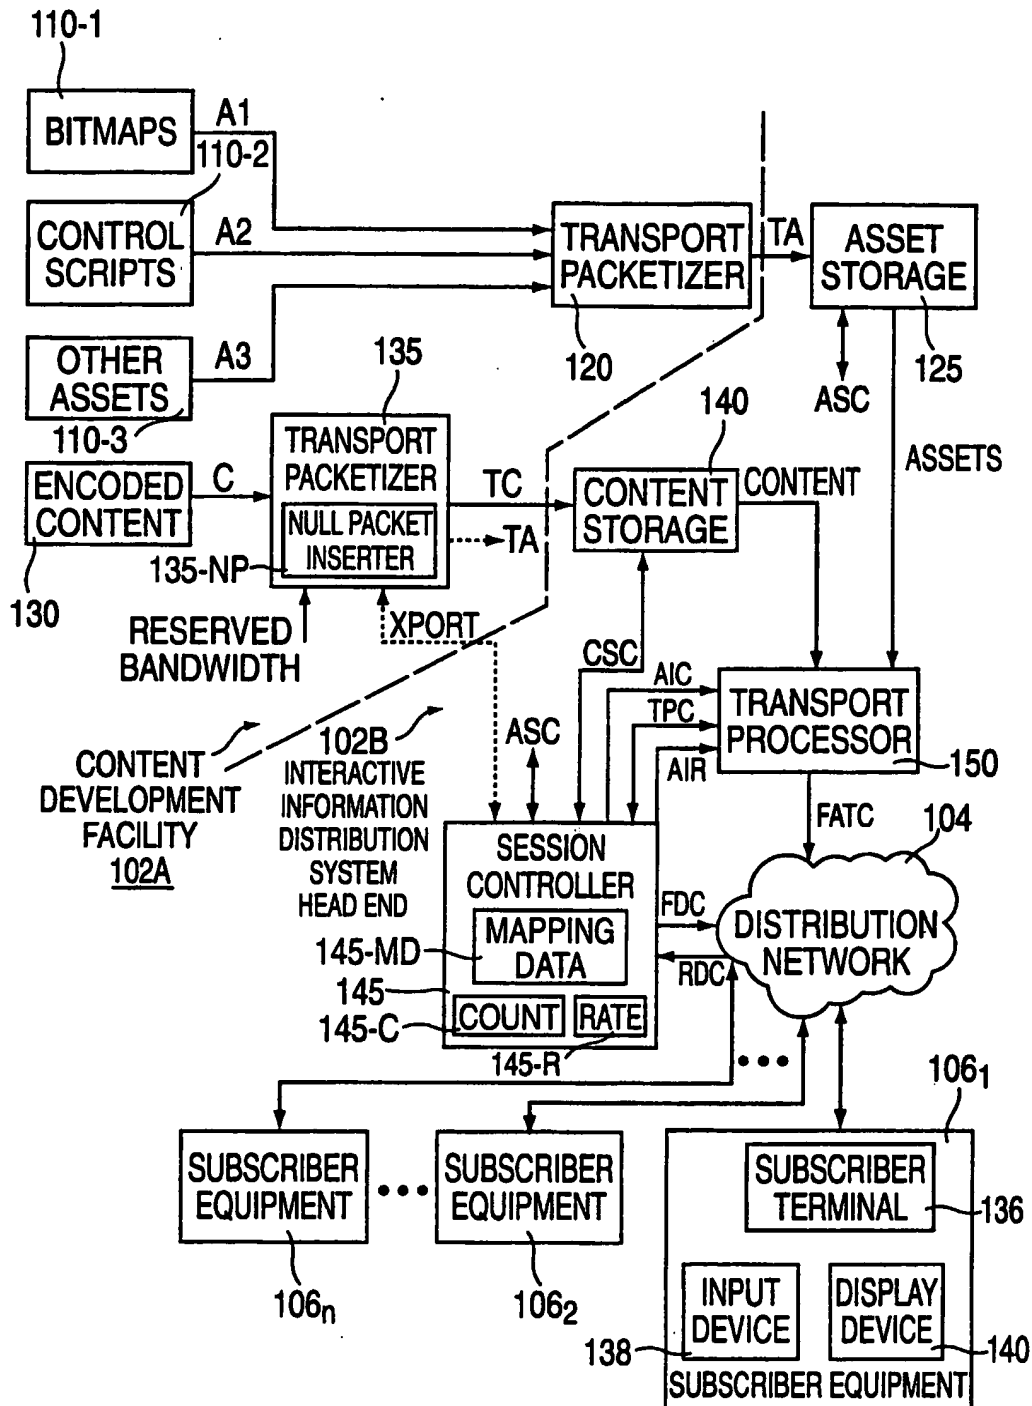 110-1
BITMAPS
A1
110-2
CONTROL
SCRIPTS
A2
TRANSPORT
PACKETIZER
TA
ASSET
STORAGE
OTHER
ASSETS
A3
110-3
120
125
ASC
135
TRANSPORT
PACKETIZER
NULL PACKET
INSERTER
135-NP
ENCODED
CONTENT
C
130
TC
TA
140
CONTENT
STORAGE
CONTENT
ASSETS
RESERVED
BANDWIDTH
XPORT
CSC
AIC
TPC
AIR
TRANSPORT
PROCESSOR
150
CONTENT
DEVELOPMENT
FACILITY
102A
102B
INTERACTIVE
INFORMATION
DISTRIBUTION
SYSTEM
HEAD END
ASC
SESSION
CONTROLLER
MAPPING
DATA
145-MD
145
145-C
COUNT
RATE
145-R
FATC
104
FDC
RDC
DISTRIBUTION
NETWORK
SUBSCRIBER
EQUIPMENT
106n
SUBSCRIBER
EQUIPMENT
1062
1061
SUBSCRIBER
TERMINAL
136
INPUT
DEVICE
138
DISPLAY
DEVICE
140
SUBSCRIBER EQUIPMENT